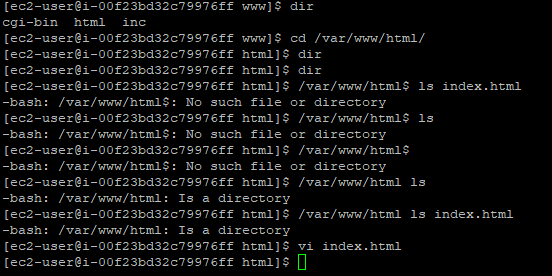 [ec2-user@i-00f23bd32c79976ff www]$ dir
cgi-bin  html  inc
[ec2-user@i-00f23bd32c79976ff www]$ cd /var/www/html/
[ec2-user@i-00f23bd32c79976ff html]$ dir
[ec2-user@i-00f23bd32c79976ff html]$ dir
[ec2-user@i-00f23bd32c79976ff html]$ /var/www/html$ ls index.html
-bash: /var/www/html$: No such file or directory
[ec2-user@i-00f23bd32c79976ff html]$ /var/www/html$ ls
-bash: /var/www/html$: No such file or directory
[ec2-user@i-00f23bd32c79976ff html]$ /var/www/html$
-bash: /var/www/html$: No such file or directory
[ec2-user@i-00f23bd32c79976ff html]$ /var/www/html ls
-bash: /var/www/html: Is a directory
[ec2-user@i-00f23bd32c79976ff html]$ /var/www/html ls index.html
-bash: /var/www/html: Is a directory
[ec2-user@i-00f23bd32c79976ff html]$ vi index.html
[ec2-user@i-00f23bd32c79976ff html]$